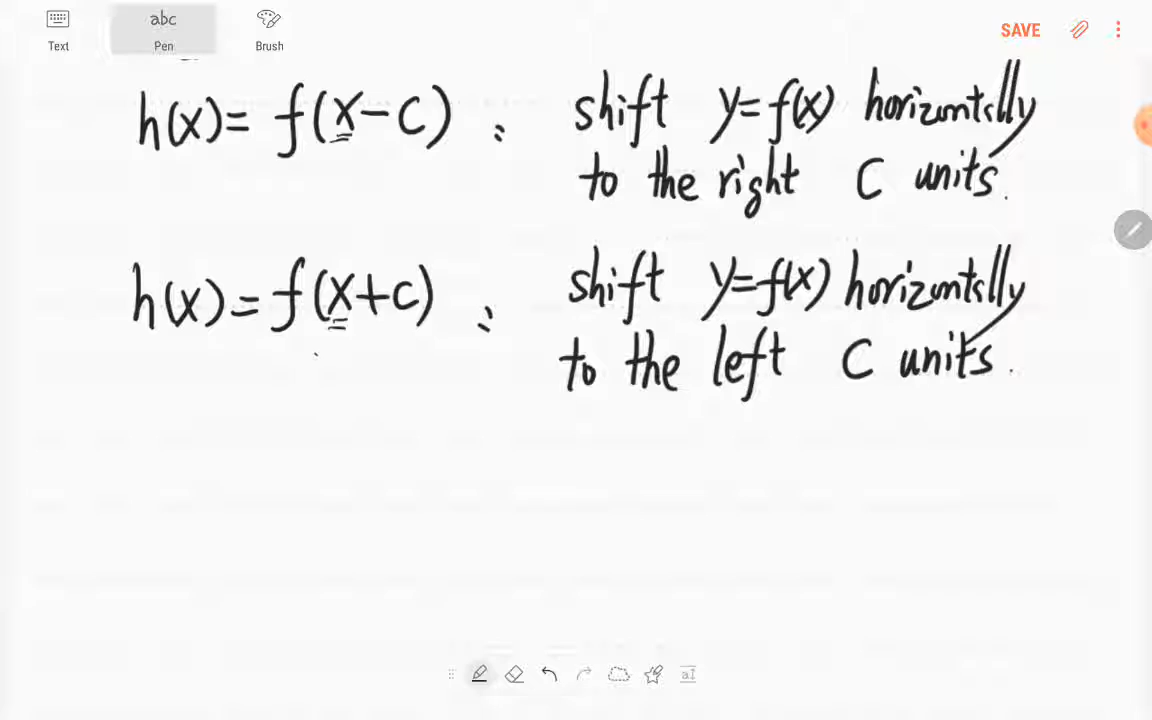 Text
abc
Pen
Brush
SAVE
h(x) = f(x-c) : shift y=f(x) horizontally
to the right C units.
h(x) = f(x+c) : shift y=f(x) horizontally
to the left C units.